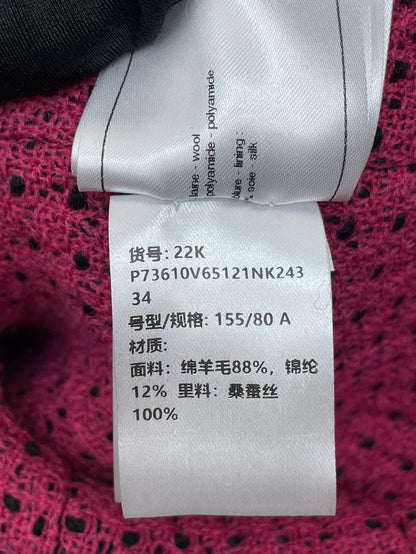 laine - wool
polyamide - polyamide
lining :
% soie - silk
货号: 22K
P73610V65121NK243
34
号型/规格: 155/80 A
材质:
面料: 绵羊毛88%, 锦纶
12% 里料: 桑蚕丝
100%